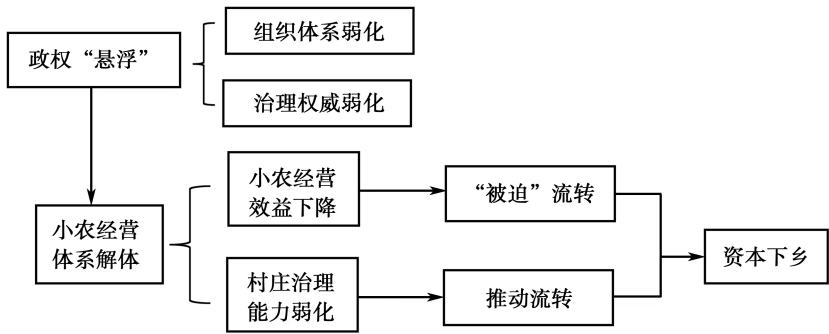 政权“悬浮”
组织体系弱化
治理权威弱化
小农经营
体系解体
小农经营
效益下降
村庄治理
能力弱化
“被迫”流转
推动流转
资本下乡